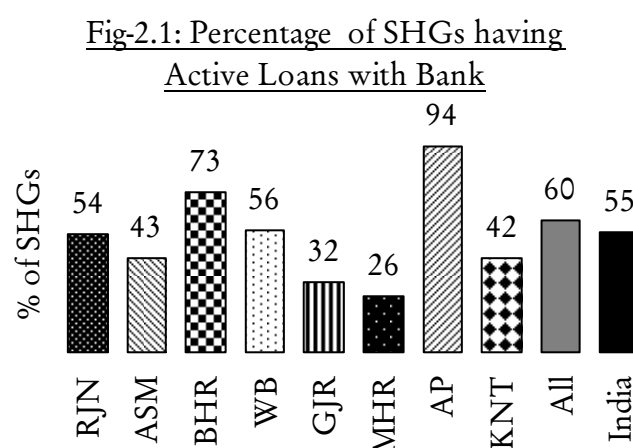 Fig-2.1: Percentage of SHGs having
Active Loans with Bank
% of SHGs
54
43
73
56
32
26
94
42
60
55
RJN
ASM
BHR
WB
GJR
MHR
AP
KNT
All
India